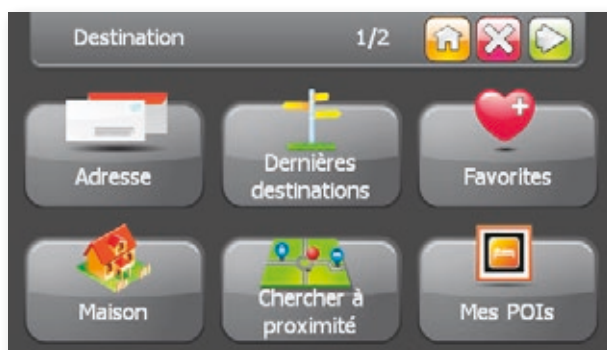 Destination 1/2
Adresse
Dernières
destinations
Favorites
Maison
Chercher à
proximité
Mes POIs